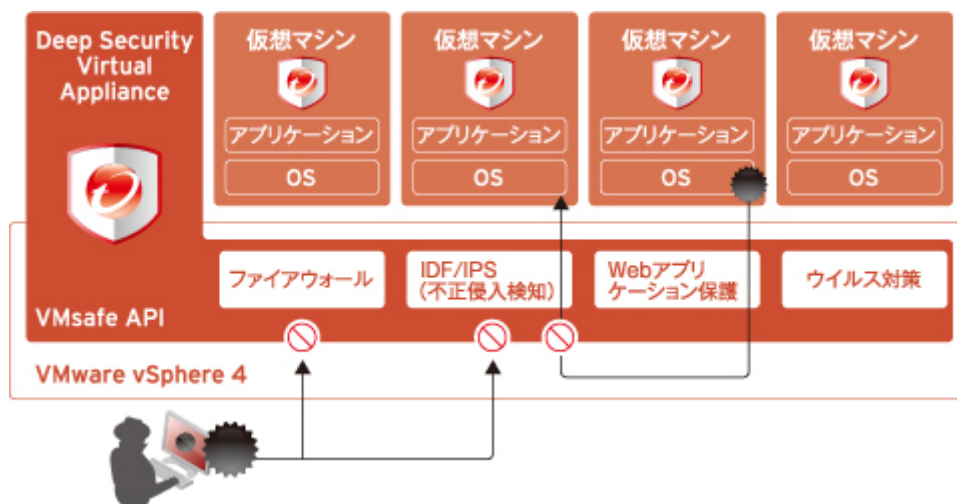 Deep Security
Virtual
Appliance
仮想マシン
アプリケーション
OS
仮想マシン
アプリケーション
OS
仮想マシン
アプリケーション
OS
仮想マシン
アプリケーション
OS
ファイアウォール
IDF/IPS
(不正侵入検知)
Webアプリ
ケーション保護
ウイルス対策
VMsafe API
VMware vSphere 4